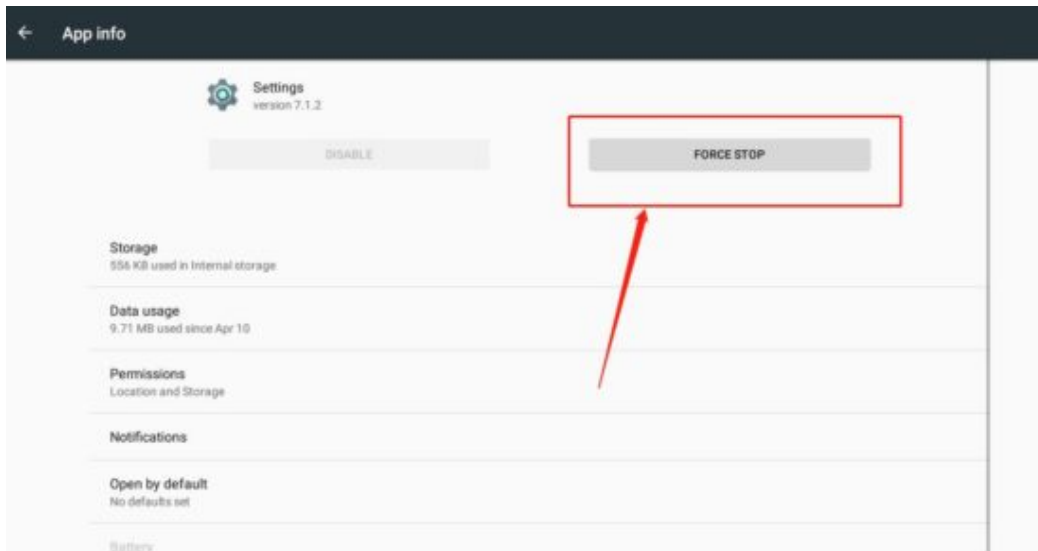 App info
Settings
version 7.1.2
DISABLE
FORCE STOP
Storage
556 KB used in Internal storage
Data usage
9.71 MB used since Apr 10
Permissions
Location and Storage
Notifications
Open by default
No defaults set
Battery